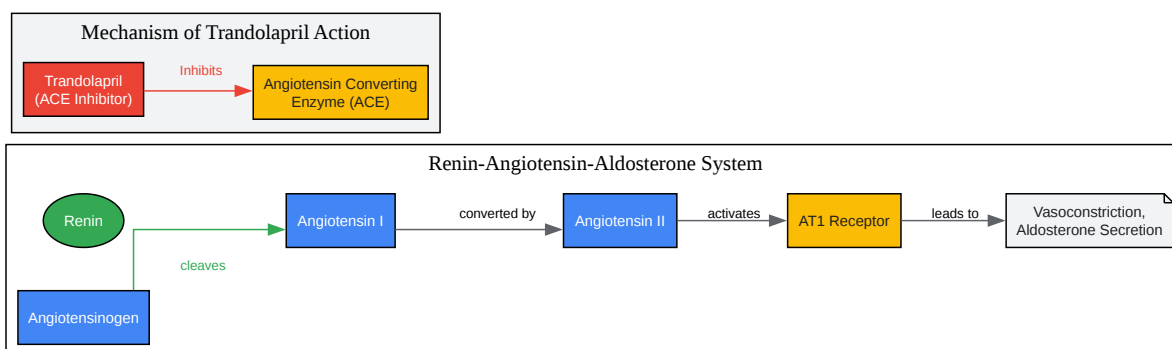 Mechanism of Trandolapril Action
Trandolapril
(ACE Inhibitor)
Inhibits
Angiotensin Converting
Enzyme (ACE)
Renin-Angiotensin-Aldosterone System
Renin
Angiotensin I
converted by
Angiotensin II
activates
AT1 Receptor
leads to
Vasoconstriction,
Aldosterone Secretion
cleaves
Angiotensinogen